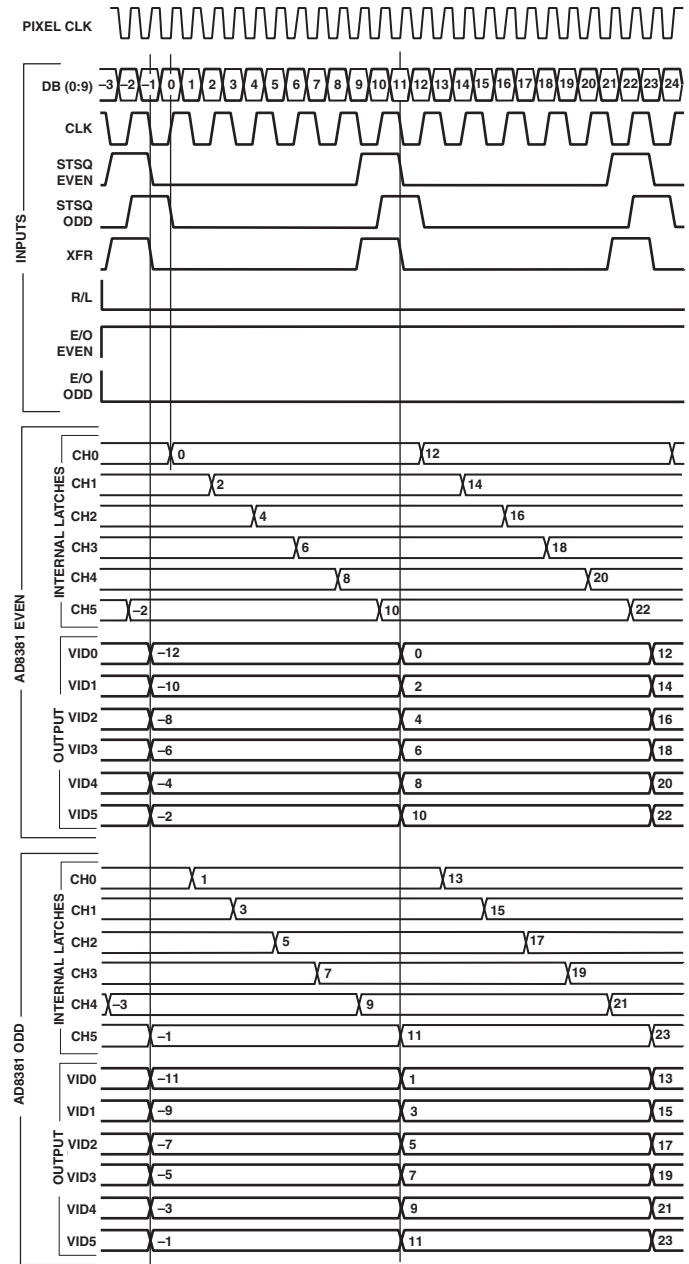 PIXEL CLK
DB (0:9) –3 –2 –1 0 1 2 3 4 5 6 7 8 9 10 11 12 13 14 15 16 17 18 19 20 21 22 23 24
CLK
STSQ
EVEN
STSQ
ODD
XFR
R/L
E/O
EVEN
E/O
ODD
INPUTS
AD8381 EVEN
INTERNAL LATCHES
CH0 0 12
CH1 2 14
CH2 4 16
CH3 6 18
CH4 8 20
CH5 –2 10 22
OUTPUT
VID0 –12 0 12
VID1 –10 2 14
VID2 –8 4 16
VID3 –6 6 18
VID4 –4 8 20
VID5 –2 10 22
AD8381 ODD
INTERNAL LATCHES
CH0 1 13
CH1 3 15
CH2 5 17
CH3 7 19
CH4 –3 9 21
CH5 –1 11 23
OUTPUT
VID0 –11 1 13
VID1 –9 3 15
VID2 –7 5 17
VID3 –5 7 19
VID4 –3 9 21
VID5 –1 11 23